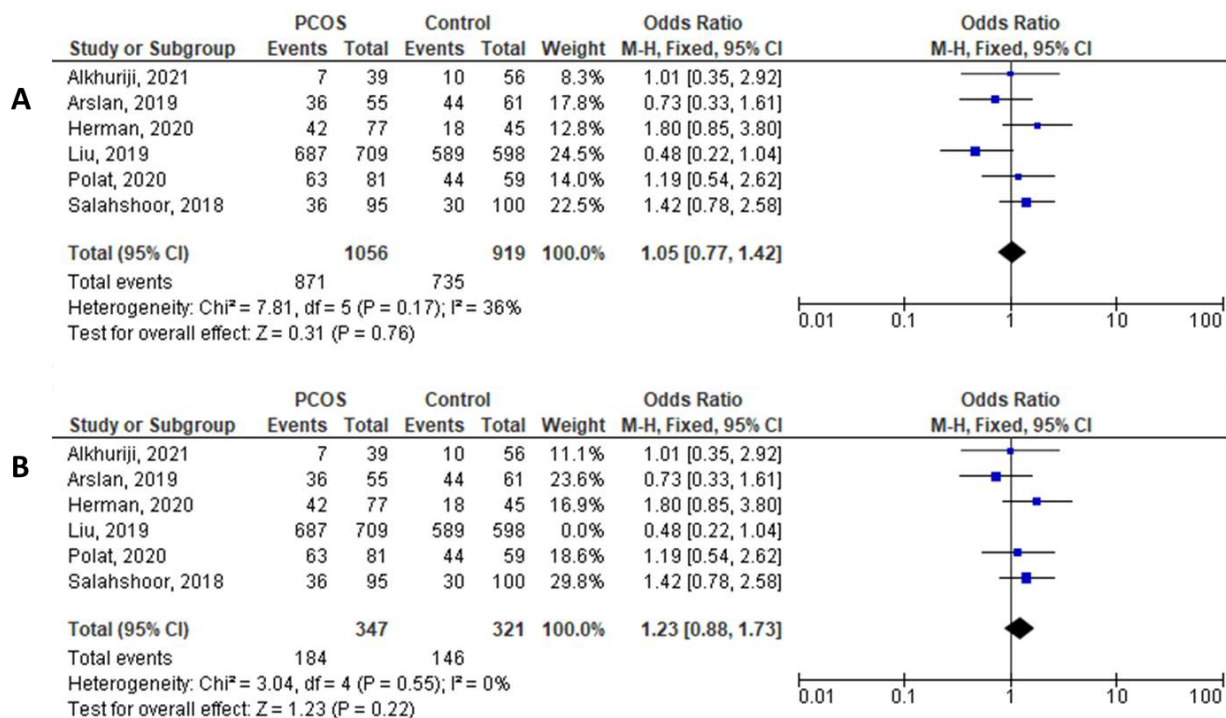 PCOS Control Odds Ratio Odds Ratio
Study or Subgroup Events Total Events Total Weight M-H, Fixed, 95% CI M-H, Fixed, 95% CI
A
Alkhuriji, 2021 7 39 10 56 8.3% 1.01 [0.35, 2.92]
Arslan, 2019 36 55 44 61 17.8% 0.73 [0.33, 1.61]
Herman, 2020 42 77 18 45 12.8% 1.80 [0.85, 3.80]
Liu, 2019 687 709 589 598 24.5% 0.48 [0.22, 1.04]
Polat, 2020 63 81 44 59 14.0% 1.19 [0.54, 2.62]
Salahshoor, 2018 36 95 30 100 22.5% 1.42 [0.78, 2.58]
Total (95% CI) 1056 919 100.0% 1.05 [0.77, 1.42]
Total events 871 735
Heterogeneity: Chi² = 7.81, df = 5 (P = 0.17); I² = 36%
Test for overall effect: Z = 0.31 (P = 0.76)
0.01 0.1 1 10 100
PCOS Control Odds Ratio Odds Ratio
Study or Subgroup Events Total Events Total Weight M-H, Fixed, 95% CI M-H, Fixed, 95% CI
B
Alkhuriji, 2021 7 39 10 56 11.1% 1.01 [0.35, 2.92]
Arslan, 2019 36 55 44 61 23.6% 0.73 [0.33, 1.61]
Herman, 2020 42 77 18 45 16.9% 1.80 [0.85, 3.80]
Liu, 2019 687 709 589 598 0.0% 0.48 [0.22, 1.04]
Polat, 2020 63 81 44 59 18.6% 1.19 [0.54, 2.62]
Salahshoor, 2018 36 95 30 100 29.8% 1.42 [0.78, 2.58]
Total (95% CI) 347 321 100.0% 1.23 [0.88, 1.73]
Total events 184 146
Heterogeneity: Chi² = 3.04, df = 4 (P = 0.55); I² = 0%
Test for overall effect: Z = 1.23 (P = 0.22)
0.01 0.1 1 10 100